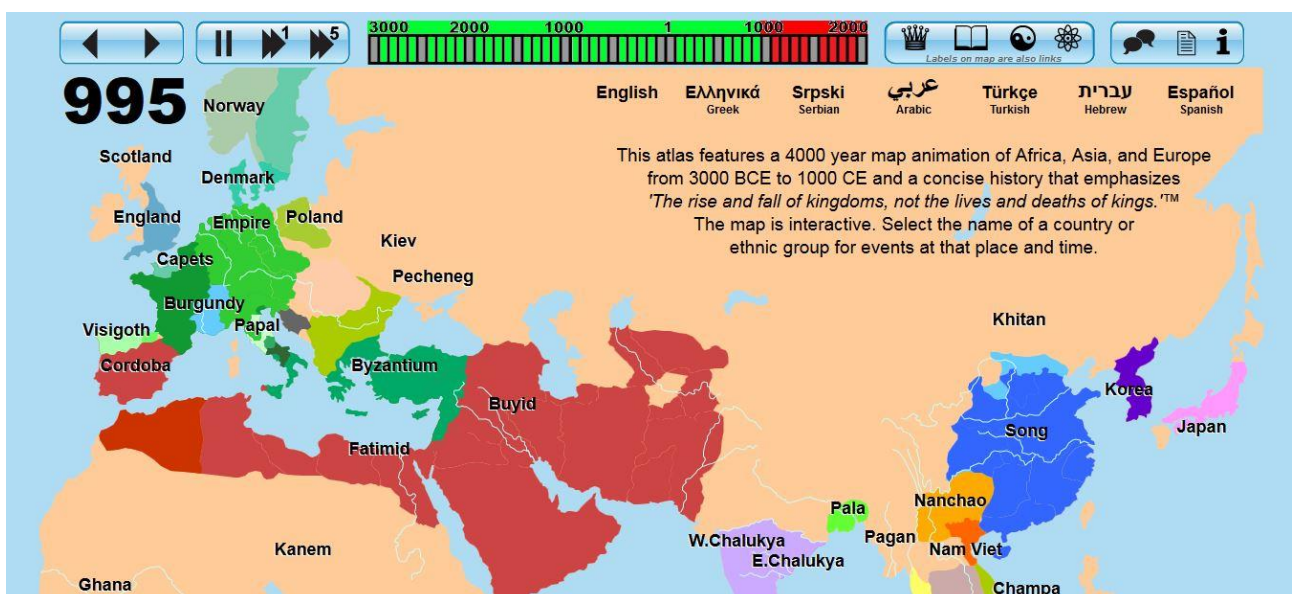 1
5
3000 2000 1000 1 1000 2000
Labels on map are also links
i
995
English Ελληνικά Srpski عربي Türkçe עברית Español
Greek Serbian Arabic Turkish Hebrew Spanish
This atlas features a 4000 year map animation of Africa, Asia, and Europe
from 3000 BCE to 1000 CE and a concise history that emphasizes
'The rise and fall of kingdoms, not the lives and deaths of kings.'™
The map is interactive. Select the name of a country or
ethnic group for events at that place and time.
Norway
Scotland
Denmark
England
Empire
Poland
Kiev
Capets
Pecheneg
Burgundy
Visigoth
Papal
Khitan
Cordoba
Byzantium
Buyid
Korea
Japan
Song
Fatimid
Nanchao
Pala
W.Chalukya
Pagan
Nam Viet
E.Chalukya
Kanem
Ghana
Champa